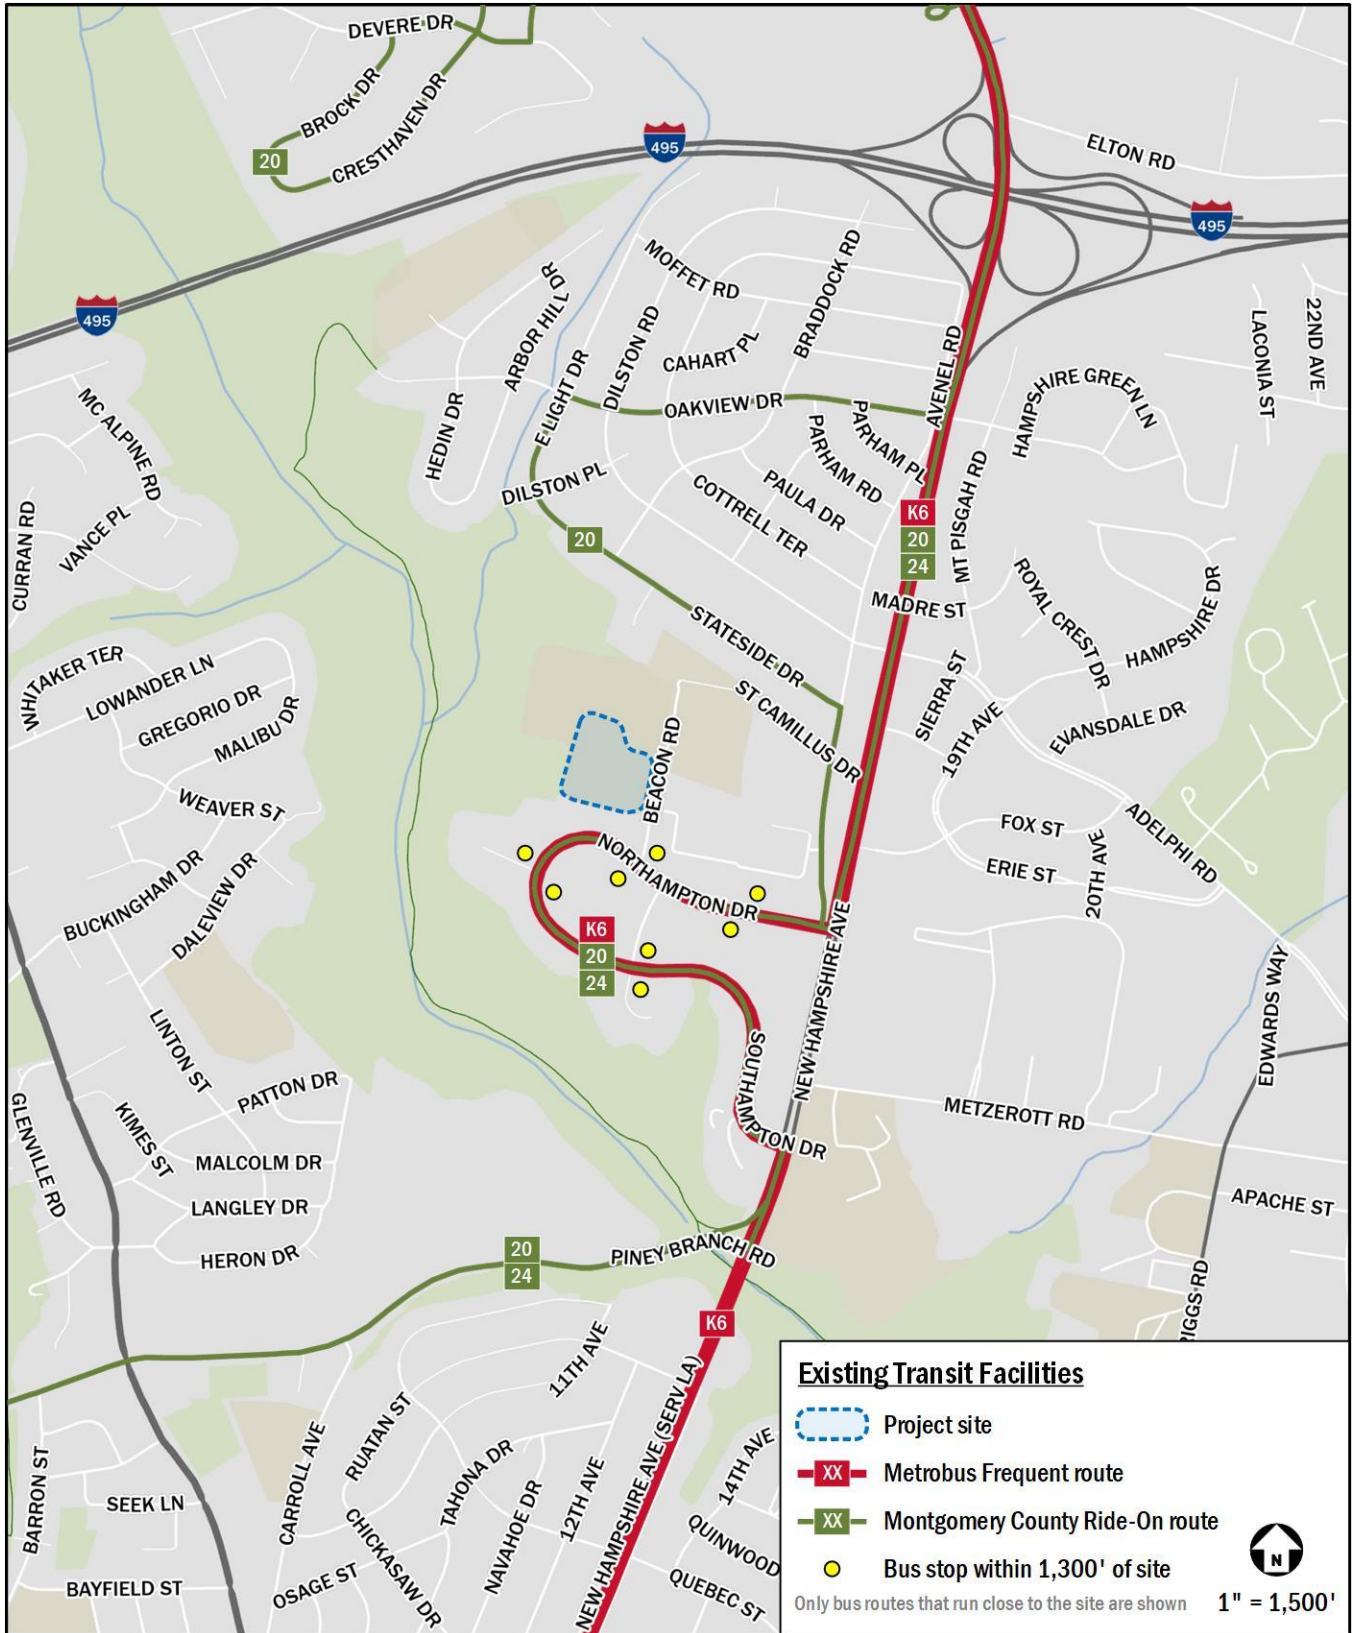 DEVERE DR
BROCK DR
CRESTHAVEN DR
20
495
ELTON RD
495
495
MOFFET RD
BRADDOCK RD
ARBOR HILL DR
DILSTON RD
CAHART PL
AVENEL RD
LACONIA ST
22ND AVE
HAMPSHIRE GREEN LN
MC ALPINE RD
HEDIN DR
E LIGHT DR
OAKVIEW DR
PARHAM PL
PARHAM RD
PAULA DR
DILSTON PL
COTTRELL TER
MT PISGAH RD
CURRAN RD
VANCE PL
20
K6
20
24
MADRE ST
ROYAL CREST DR
HAMPSHIRE DR
STATESIDE DR
WHITAKER TER
LOWANDER LN
GREGORIO DR
MALIBU DR
ST CAMILLUS DR
SIERRA ST
19TH AVE
EVANSDALE DR
BEACON RD
WEAVER ST
FOX ST
ADELPHI RD
ERIE ST
20TH AVE
BUCKINGHAM DR
DALEVIEW DR
NORTHAMPTON DR
K6
20
24
NEW HAMPSHIRE AVE
EDWARDS WAY
LINTON ST
PATTON DR
SOUTHAMPTON DR
METZEROTT RD
GLENVILLE RD
KIMES ST
MALCOLM DR
LANGLEY DR
HERON DR
APACHE ST
20
24
PINEY BRANCH RD
RIGGS RD
K6
11TH AVE
NEW HAMPSHIRE AVE (SERV LA)
RUATAN ST
CARROLL AVE
TAHONA DR
NAVAHOE DR
12TH AVE
14TH AVE
BARRON ST
SEEK LN
CHICKASAW DR
QUINWOOD
BAYFIELD ST
OSAGE ST
QUEBEC ST
Existing Transit Facilities
Project site
XX Metrobus Frequent route
XX Montgomery County Ride-On route
Bus stop within 1,300' of site
N
Only bus routes that run close to the site are shown
1" = 1,500'